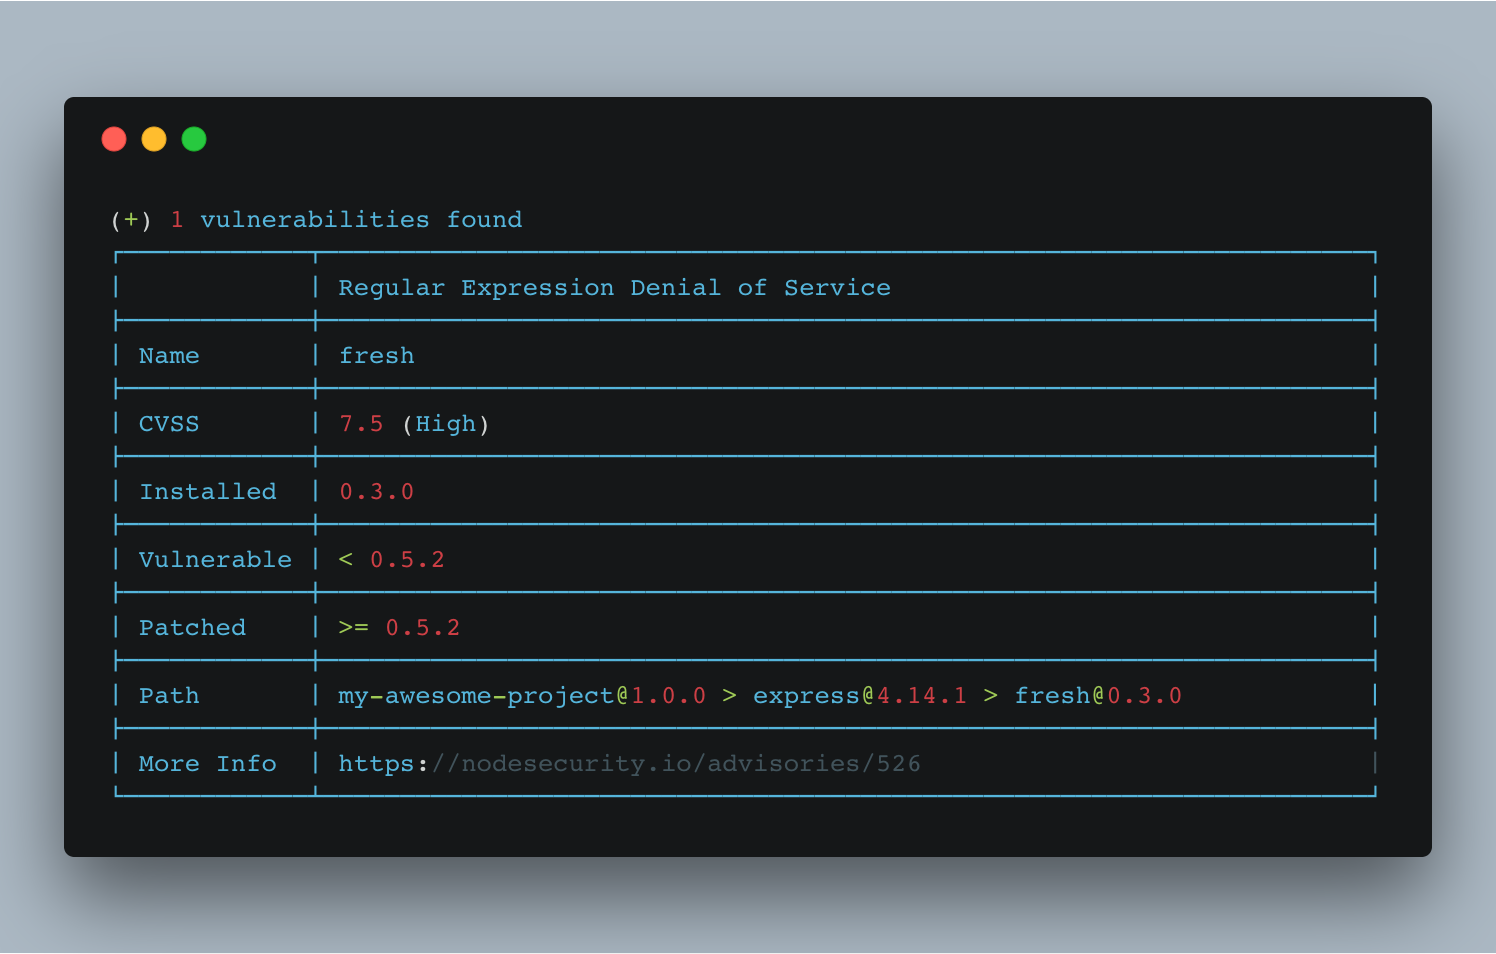 (+) 1 vulnerabilities found
Regular Expression Denial of Service
Name fresh
CVSS 7.5 (High)
Installed 0.3.0
Vulnerable < 0.5.2
Patched >= 0.5.2
Path my-awesome-project@1.0.0 > express@4.14.1 > fresh@0.3.0
More Info https://nodesecurity.io/advisories/526